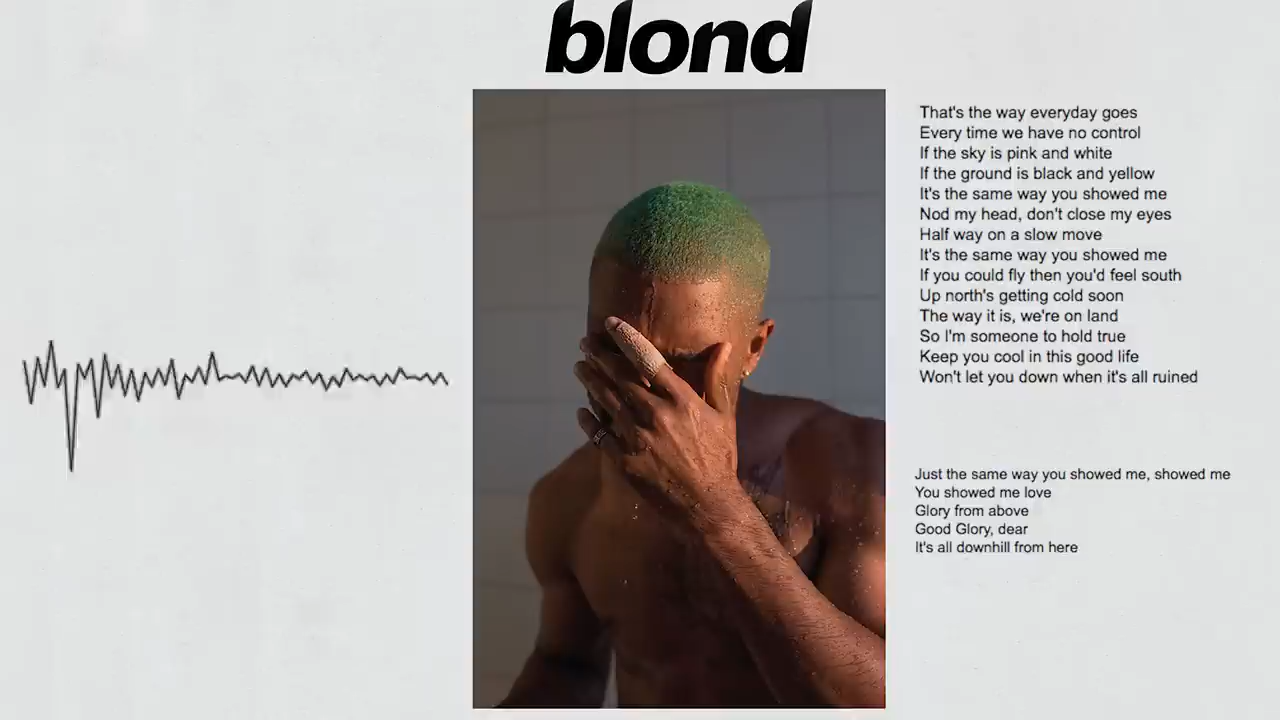 blond
That's the way everyday goes
Every time we have no control
If the sky is pink and white
If the ground is black and yellow
It's the same way you showed me
Nod my head, don't close my eyes
Half way on a slow move
It's the same way you showed me
If you could fly then you'd feel south
Up north's getting cold soon
The way it is, we're on land
So I'm someone to hold true
Keep you cool in this good life
Won't let you down when it's all ruined
Just the same way you showed me, showed me
You showed me love
Glory from above
Good Glory, dear
It's all downhill from here